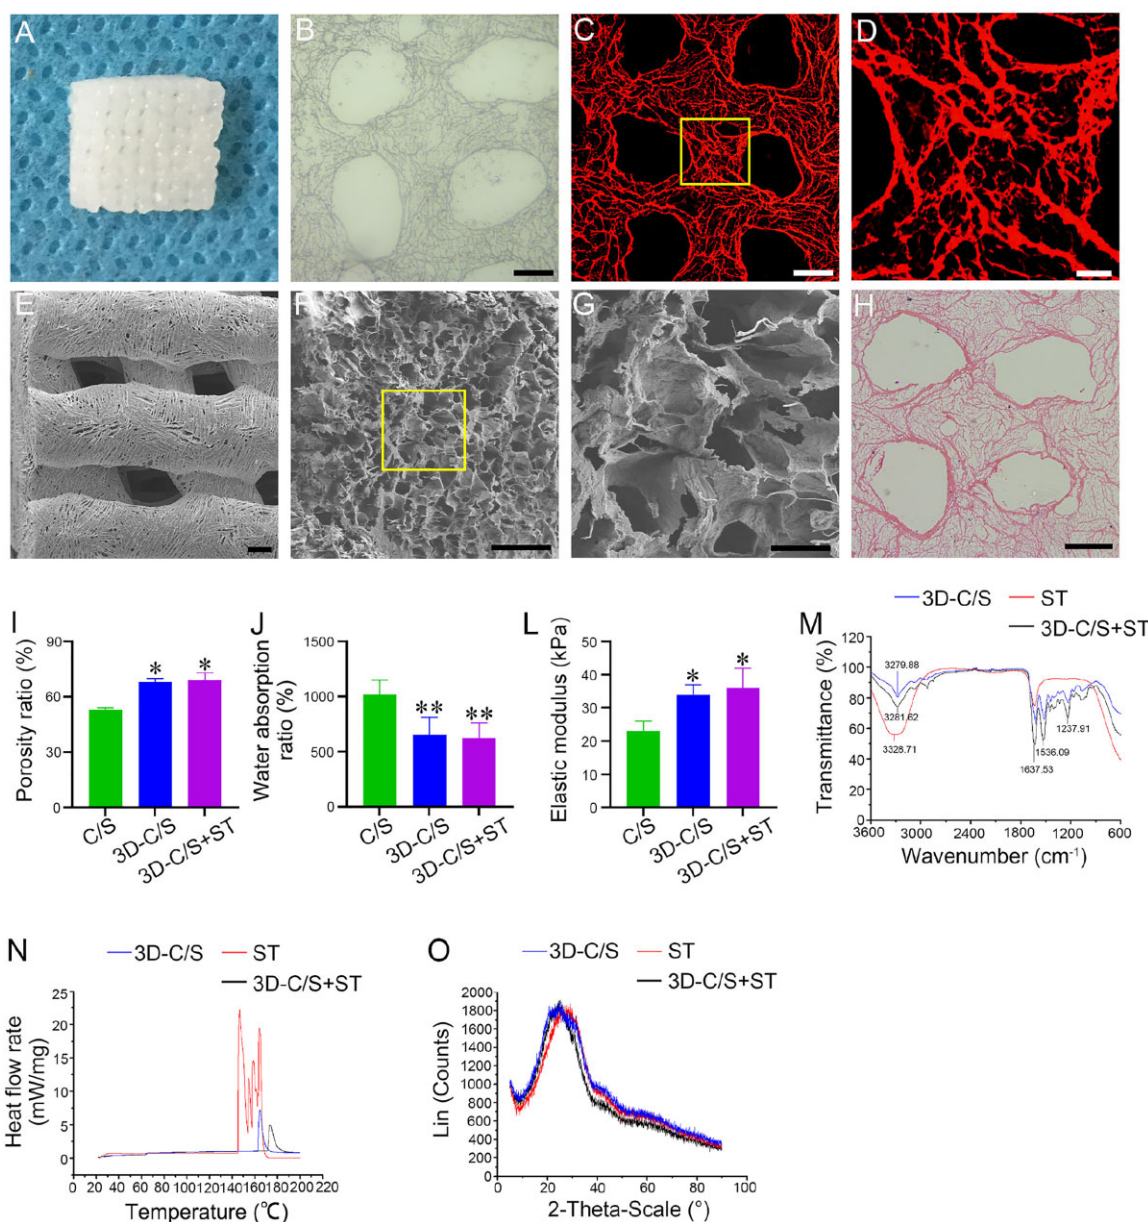 A
B
C
D
E
F
G
H
I
Porosity ratio (%)
90
60
30
0
C/S
3D-C/S
3D-C/S+ST
*
*
J
Water absorption
ratio (%)
1500
1000
500
0
C/S
3D-C/S
3D-C/S+ST
**
**
L
Elastic modulus (kPa)
50
40
30
20
10
0
C/S
3D-C/S
3D-C/S+ST
*
*
M
3D-C/S
ST
3D-C/S+ST
Transmittance (%)
120
100
80
60
40
20
0
3279.88
3281.62
3328.71
1637.53
1536.09
1237.91
3600 3000 2400 1800 1200 600
Wavenumber (cm⁻¹)
N
3D-C/S
ST
3D-C/S+ST
Heat flow rate
(mW/mg)
25
20
15
10
5
0
0 20 40 60 80 100 120 140 160 180 200 220
Temperature (℃)
O
3D-C/S
ST
3D-C/S+ST
Lin (Counts)
2000
1800
1600
1400
1200
1000
800
600
400
200
0
0 20 40 60 80 100
2-Theta-Scale (°)